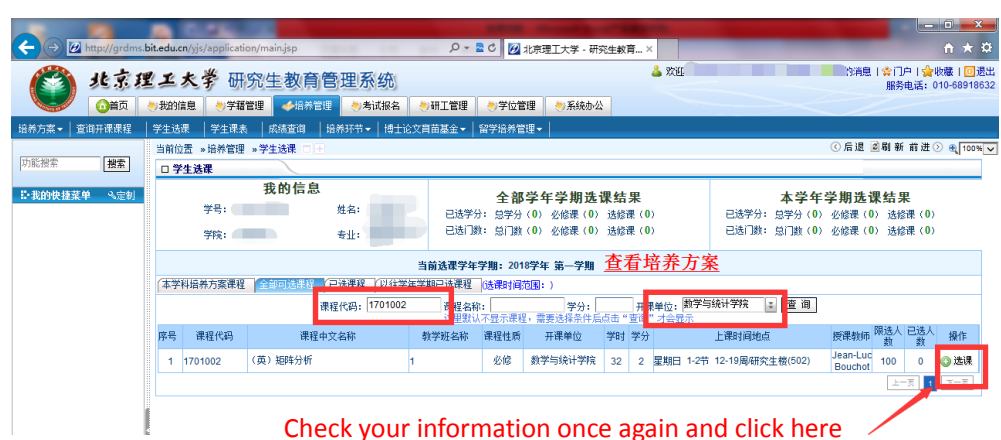 http://grdms.bit.edu.cn/yjs/application/main.jsp
北京理工大学 - 研究生教育...
北京理工大学 研究生教育管理系统
欢迎
的消息 | 门户 | 收藏 | 退出
服务电话：010-68918632
首页 我的信息 学籍管理 培养管理 考试报名 研工管理 学位管理 系统办公
培养方案 查询开课课程 学生选课 学生课表 成绩查询 培养环节 博士论文育苗基金 留学培养管理
功能搜索 搜索
我的快捷菜单 定制
当前位置 »培养管理 »学生选课
后退 刷新 前进 100%
学生选课
我的信息
学号： 姓名：
学院： 专业：
全部学年学期选课结果
已选学分： 总学分（0） 必修课（0） 选修课（0）
已选门数： 总门数（0） 必修课（0） 选修课（0）
本学年学期选课结果
已选学分： 总学分（0） 必修课（0） 选修课（0）
已选门数： 总门数（0） 必修课（0） 选修课（0）
当前选课学年学期：2018学年 第一学期 查看培养方案
本学科培养方案课程 全部可选课程 已选课程 以往学年学期已选课程 (选课时间范围：)
课程代码： 1701002 课程名称： 学分： 开课单位： 数学与统计学院 查 询
这里默认不显示课程，需要选择条件后点击“查询”才会显示
序号 课程代码 课程中文名称 教学班名称 课程性质 开课单位 学时 学分 上课时间地点 授课教师 限选人数 已选人数 操作
1 1701002 （英）矩阵分析 1 必修 数学与统计学院 32 2 星期日 1-2节 12-19周/研究生楼(502) Jean-Luc Bouchot 100 0 选课
上一页 1 下一页
Check your information once again and click here